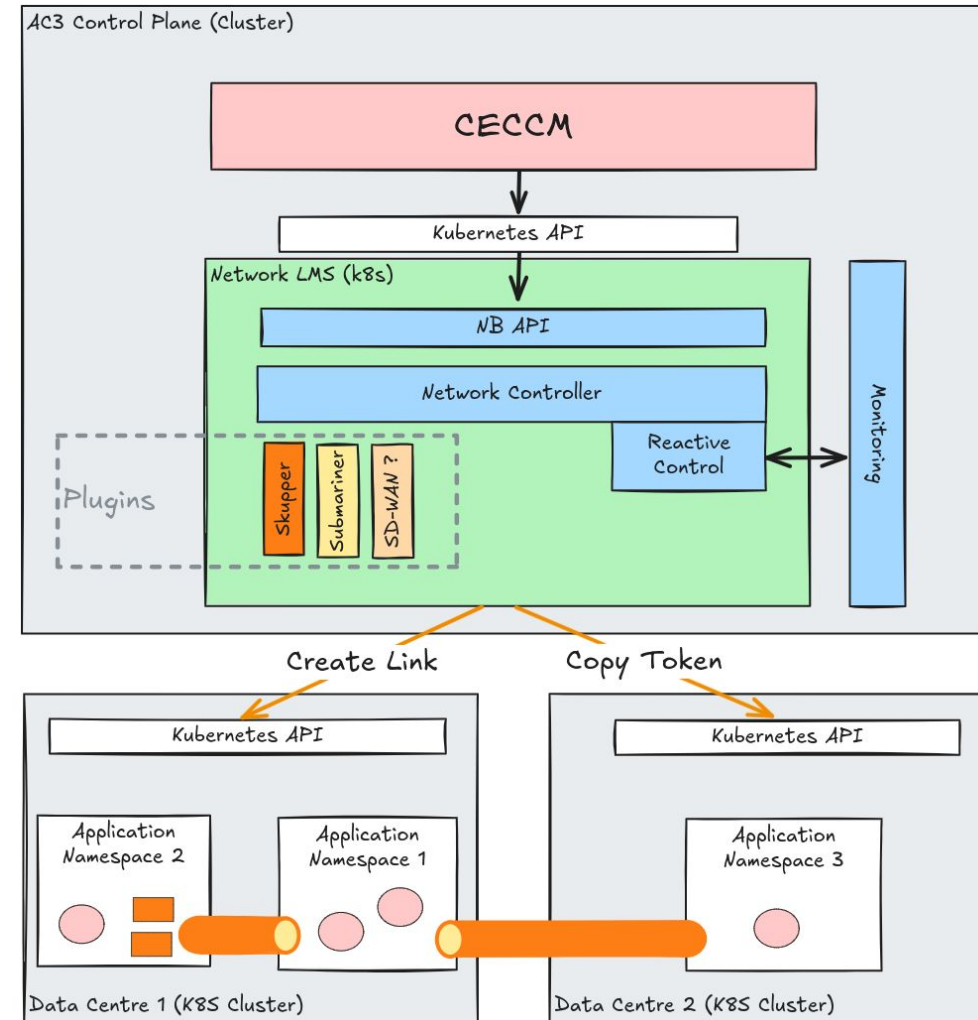 AC3 Control Plane (Cluster)
CECCM
Kubernetes API
Network LMS (k8s)
NB API
Network Controller
Reactive
Control
Monitoring
Plugins
Skupper
Submariner
SD-WAN ?
Create Link
Copy Token
Kubernetes API
Kubernetes API
Application
Namespace 2
Application
Namespace 1
Application
Namespace 3
Data Centre 1 (K8S Cluster)
Data Centre 2 (K8S Cluster)